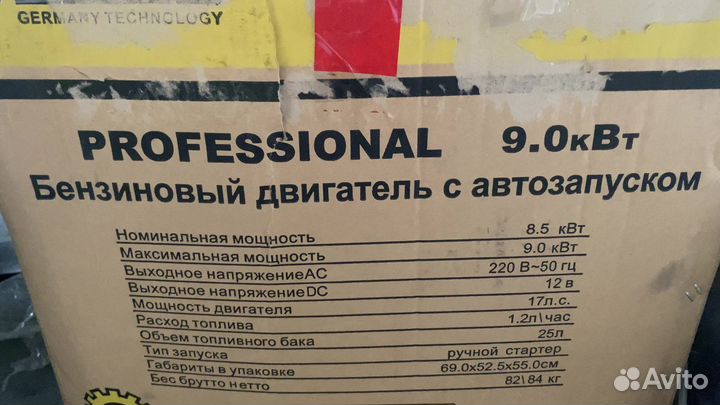 GERMANY TECHNOLOGY
PROFESSIONAL 9.0кВт
Бензиновый двигатель с автозапуском
Номинальная мощность 8.5 кВт
Максимальная мощность 9.0 кВт
Выходное напряжениеAC 220 В~50 гц
Выходное напряжениеDC 12 в
Мощность двигателя 17л.с.
Расход топлива 1.2л\час
Объем топливного бака 25л
Тип запуска ручной стартер
Габариты в упаковке 69.0х52.5х55.0см
Бес брутто нетто 82\84 кг
Avito